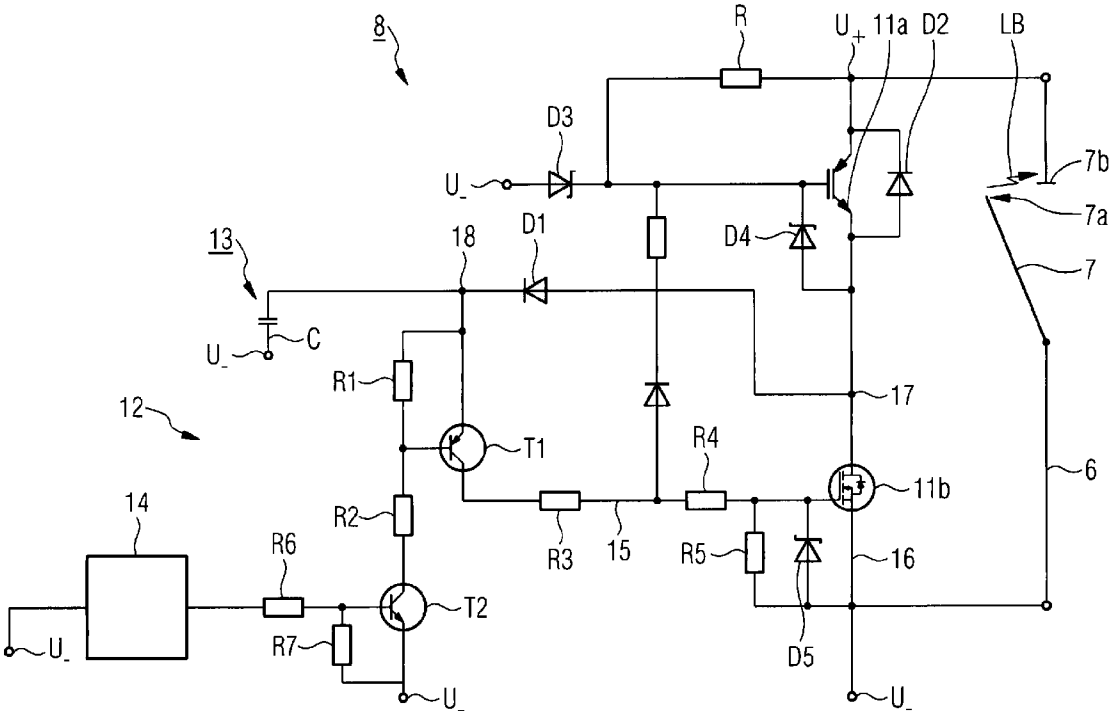 8
R
U+
11a
D2
LB
D3
7b
U-
7a
D4
D1
7
13
18
C
U-
R1
17
12
T1
R4
11b
6
14
R2
R3
15
R5
16
R6
T2
R7
D5
U-
U-
U-